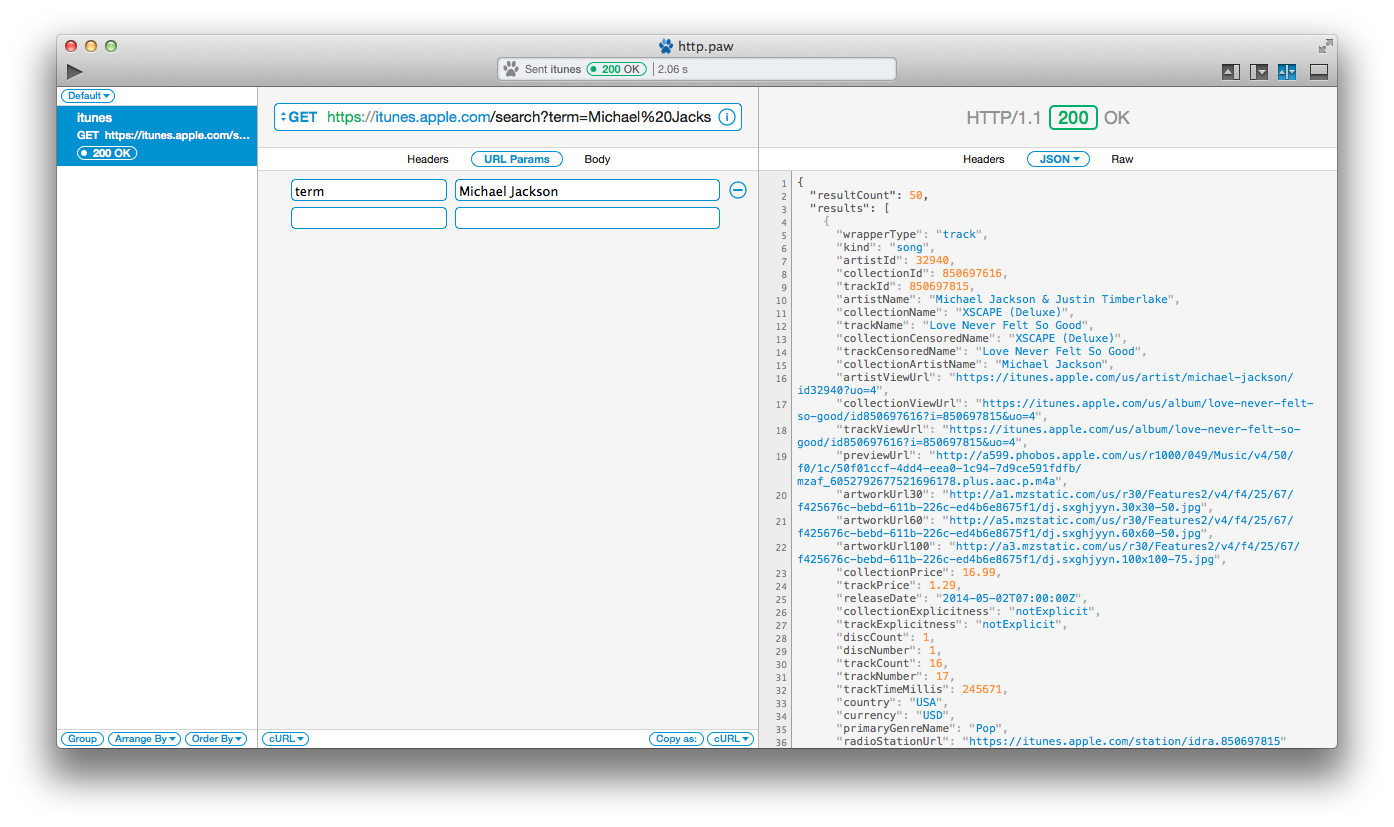 http.paw
Sent itunes 200 OK 2.06 s
Default
itunes
GET https://itunes.apple.com/s...
200 OK
Group Arrange By Order By
GET https://itunes.apple.com/search?term=Michael%20Jacks
Headers URL Params Body
term Michael Jackson
cURL Copy as: cURL
HTTP/1.1 200 OK
Headers JSON Raw
1 {
2 "resultCount": 50,
3 "results": [
4 {
5 "wrapperType": "track",
6 "kind": "song",
7 "artistId": 32940,
8 "collectionId": 850697616,
9 "trackId": 850697815,
10 "artistName": "Michael Jackson & Justin Timberlake",
11 "collectionName": "XSCAPE (Deluxe)",
12 "trackName": "Love Never Felt So Good",
13 "collectionCensoredName": "XSCAPE (Deluxe)",
14 "trackCensoredName": "Love Never Felt So Good",
15 "collectionArtistName": "Michael Jackson",
16 "artistViewUrl": "https://itunes.apple.com/us/artist/michael-jackson/
id32940?uo=4",
17 "collectionViewUrl": "https://itunes.apple.com/us/album/love-never-felt-
so-good/id850697616?i=850697815&uo=4",
18 "trackViewUrl": "https://itunes.apple.com/us/album/love-never-felt-so-
good/id850697616?i=850697815&uo=4",
19 "previewUrl": "http://a599.phobos.apple.com/us/r1000/049/Music/v4/50/
f0/1c/50f01ccf-4dd4-eea0-1c94-7d9ce591fdfb/
mzaf_6052792677521696178.plus.aac.p.m4a",
20 "artworkUrl30": "http://a1.mzstatic.com/us/r30/Features2/v4/f4/25/67/
f425676c-bebd-611b-226c-ed4b6e8675f1/dj.sxghjyyn.30x30-50.jpg",
21 "artworkUrl60": "http://a5.mzstatic.com/us/r30/Features2/v4/f4/25/67/
f425676c-bebd-611b-226c-ed4b6e8675f1/dj.sxghjyyn.60x60-50.jpg",
22 "artworkUrl100": "http://a3.mzstatic.com/us/r30/Features2/v4/f4/25/67/
f425676c-bebd-611b-226c-ed4b6e8675f1/dj.sxghjyyn.100x100-75.jpg",
23 "collectionPrice": 16.99,
24 "trackPrice": 1.29,
25 "releaseDate": "2014-05-02T07:00:00Z",
26 "collectionExplicitness": "notExplicit",
27 "trackExplicitness": "notExplicit",
28 "discCount": 1,
29 "discNumber": 1,
30 "trackCount": 16,
31 "trackNumber": 17,
32 "trackTimeMillis": 245671,
33 "country": "USA",
34 "currency": "USD",
35 "primaryGenreName": "Pop",
36 "radioStationUrl": "https://itunes.apple.com/station/idra.850697815"